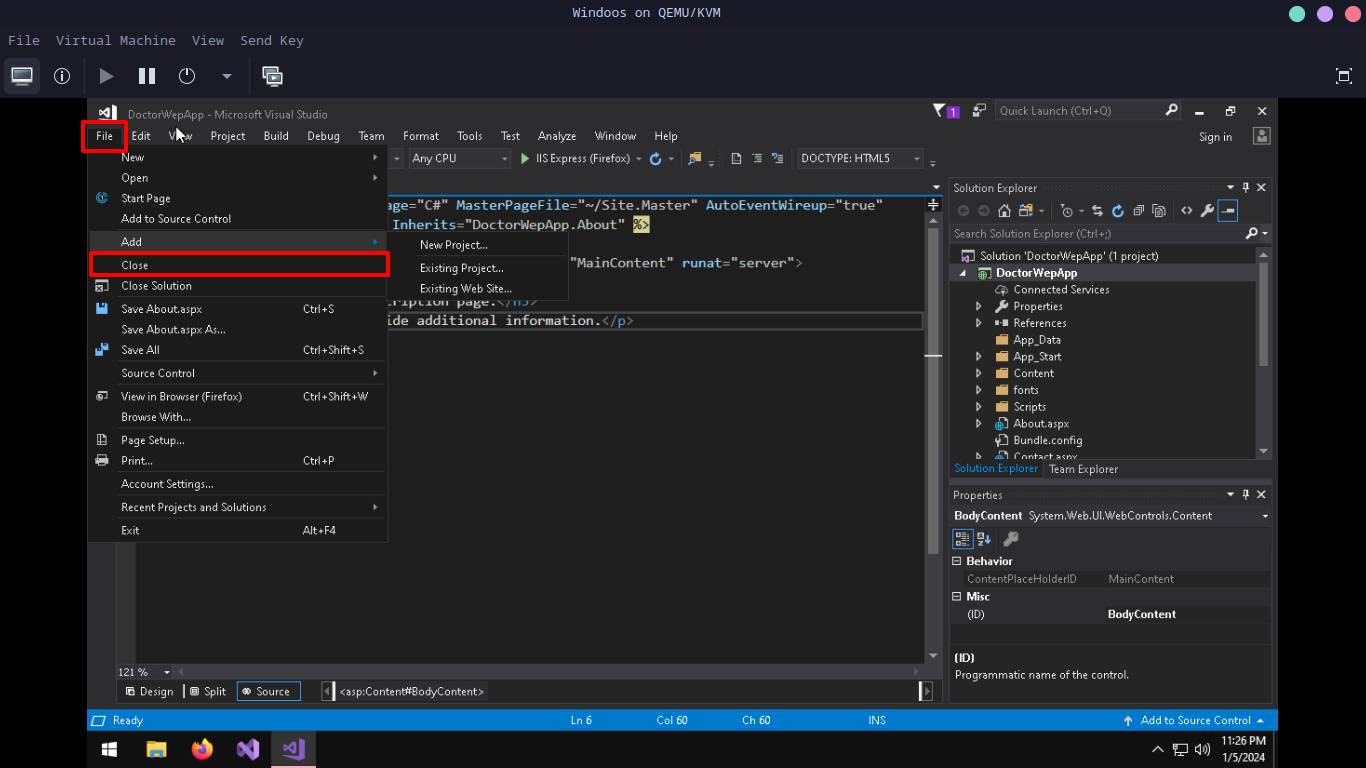 Windoos on QEMU/KVM
File Virtual Machine View Send Key
DoctorWepApp - Microsoft Visual Studio
1
Quick Launch (Ctrl+Q)
File Edit View Project Build Debug Team Format Tools Test Analyze Window Help
Sign in
Any CPU
IIS Express (Firefox)
DOCTYPE: HTML5
New
Open
Start Page
Add to Source Control
Add
Close
Close Solution
Save About.aspx Ctrl+S
Save About.aspx As...
Save All Ctrl+Shift+S
Source Control
View in Browser (Firefox) Ctrl+Shift+W
Browse With...
Page Setup...
Print... Ctrl+P
Account Settings...
Recent Projects and Solutions
Exit Alt+F4
New Project...
Existing Project...
Existing Web Site...
age="C#" MasterPageFile="~/Site.Master" AutoEventWireup="true"
Inherits="DoctorWepApp.About" %>
"MainContent" runat="server">
cription page.</h3>
ide additional information.</p>
Solution Explorer
Search Solution Explorer (Ctrl+;)
Solution 'DoctorWepApp' (1 project)
DoctorWepApp
Connected Services
Properties
References
App_Data
App_Start
Content
fonts
Scripts
About.aspx
Bundle.config
Contact.aspx
Solution Explorer Team Explorer
Properties
BodyContent System.Web.UI.WebControls.Content
Behavior
ContentPlaceHolderID MainContent
Misc
(ID) BodyContent
(ID)
Programmatic name of the control.
121 %
Design Split Source <asp:Content#BodyContent>
Ready Ln 6 Col 60 Ch 60 INS Add to Source Control
11:26 PM
1/5/2024